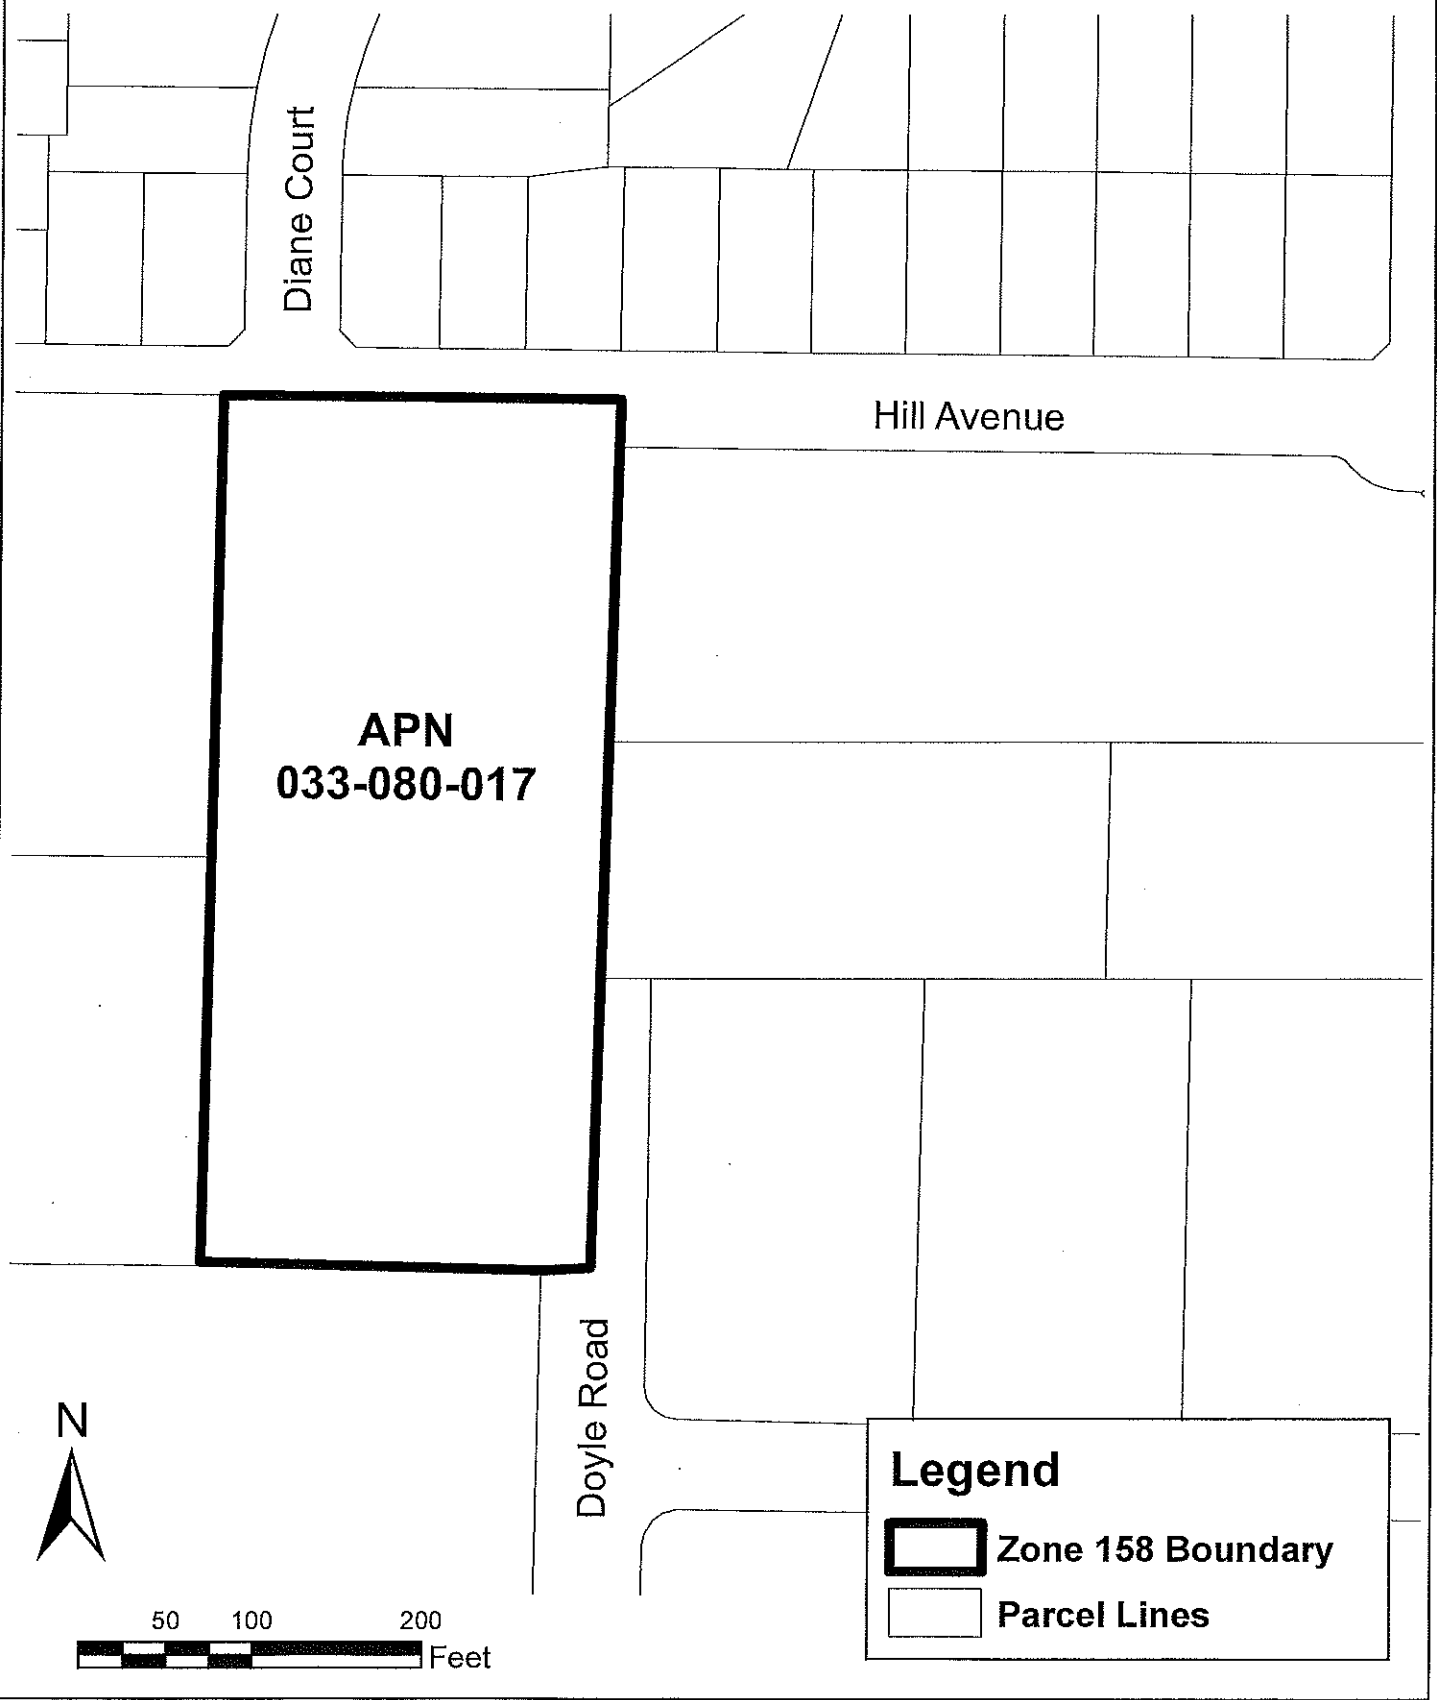 Diane Court
Hill Avenue
APN
033-080-017
Doyle Road
N
50 100 200
Feet
Legend
Zone 158 Boundary
Parcel Lines